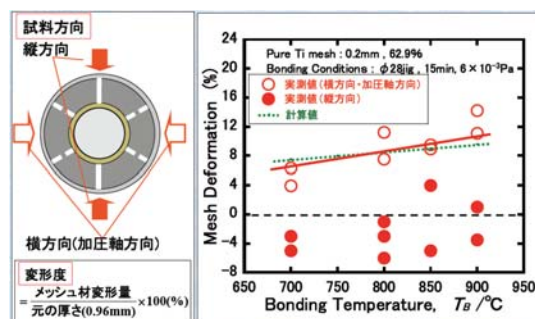 試料方向
縦方向
横方向(加圧軸方向)
変形度
= メッシュ材変形量 / 元の厚さ(0.96mm) ×100(%)
Mesh Deformation (%)
24
20
16
12
8
4
0
-4
-8
Pure Ti mesh : 0.2mm , 62.9%
Bonding Conditions : φ28jig , 15min, 6 ×10⁻³Pa
実測値(横方向・加圧軸方向)
実測値(縦方向)
計算値
650 700 750 800 850 900 950
Bonding Temperature, T_B /°C